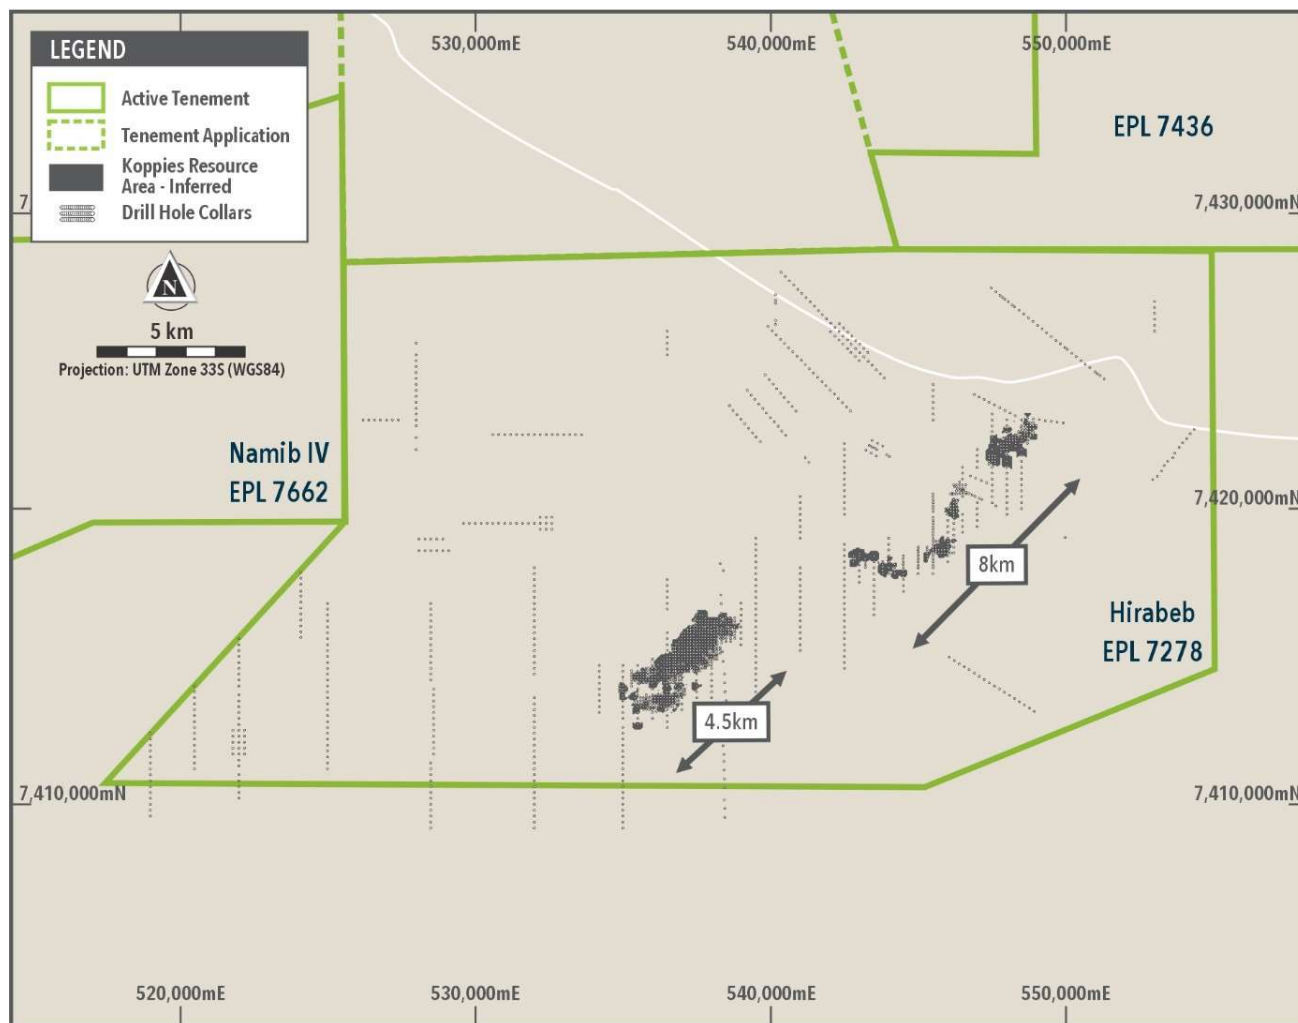 530,000mE
540,000mE
550,000mE
LEGEND
Active Tenement
Tenement Application
Koppies Resource
Area - Inferred
Drill Hole Collars
EPL 7436
7,430,000mN
N
5 km
Projection: UTM Zone 33S (WGS84)
Namib IV
EPL 7662
7,420,000mN
8km
Hirabeb
EPL 7278
4.5km
7,410,000mN
7,410,000mN
520,000mE
530,000mE
540,000mE
550,000mE